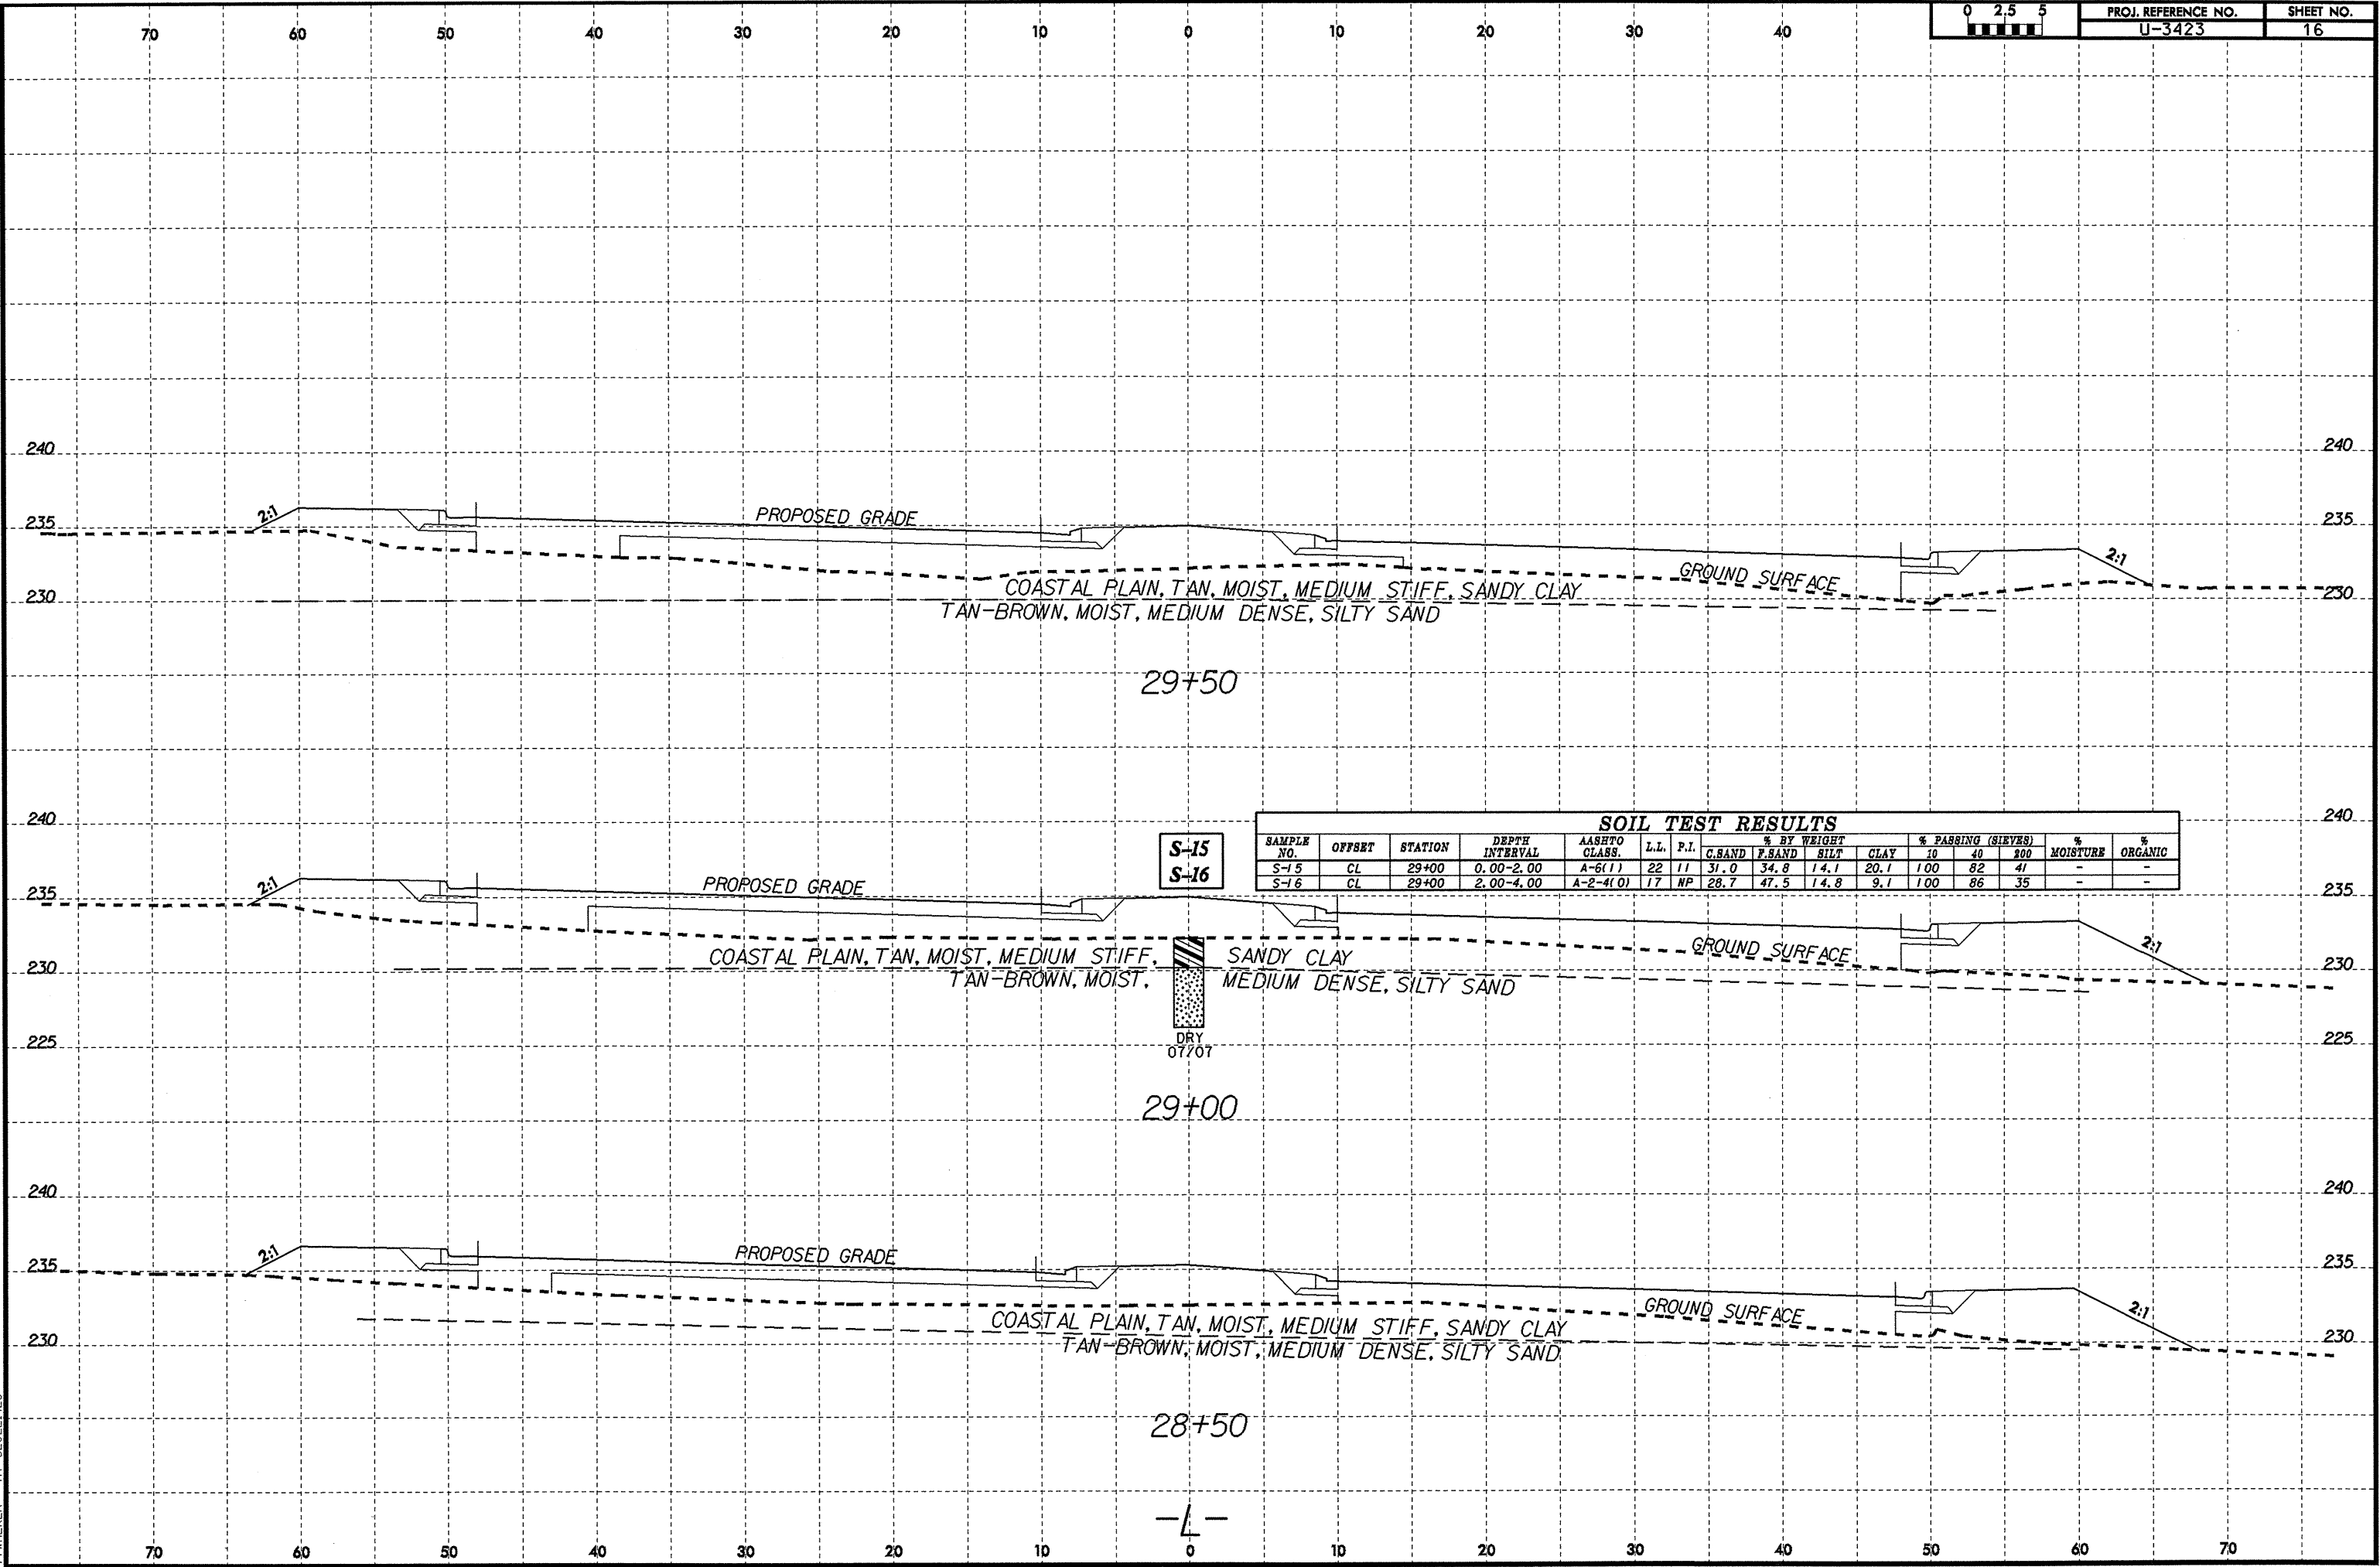 0 2.5 5
PROJ. REFERENCE NO. SHEET NO.
U-3423 16
70 60 50 40 30 20 10 0 10 20 30 40
240 240
2:1 235 PROPOSED GRADE 235
2:1
GROUND SURFACE
COASTAL PLAIN, TAN, MOIST, MEDIUM STIFF, SANDY CLAY
230 230
TAN-BROWN, MOIST, MEDIUM DENSE, SILTY SAND
29+50
240 240
SOIL TEST RESULTS
SAMPLE NO. OFFSET STATION DEPTH INTERVAL AASHTO CLASS. L.L. P.I. % BY WEIGHT C.SAND F.SAND SILT CLAY % PASSING (SIEVES) 10 40 200 % MOISTURE % ORGANIC
S-15 CL 29+00 0.00-2.00 A-6(1) 22 11 31.0 34.8 14.1 20.1 100 82 41 - -
S-16 CL 29+00 2.00-4.00 A-2-4(0) 17 NP 28.7 47.5 14.8 9.1 100 86 35 - -
S-15
S-16
2:1 235 PROPOSED GRADE 235
GROUND SURFACE 2:1
COASTAL PLAIN, TAN, MOIST, MEDIUM STIFF, SANDY CLAY
230 230
TAN-BROWN, MOIST, MEDIUM DENSE, SILTY SAND
225 225
DRY
07/07
29+00
240 240
2:1 PROPOSED GRADE
235 235
GROUND SURFACE 2:1
COASTAL PLAIN, TAN, MOIST, MEDIUM STIFF, SANDY CLAY
230 230
TAN-BROWN, MOIST, MEDIUM DENSE, SILTY SAND
28+50
-L-
70 60 50 40 30 20 10 0 10 20 30 40 50 60 70